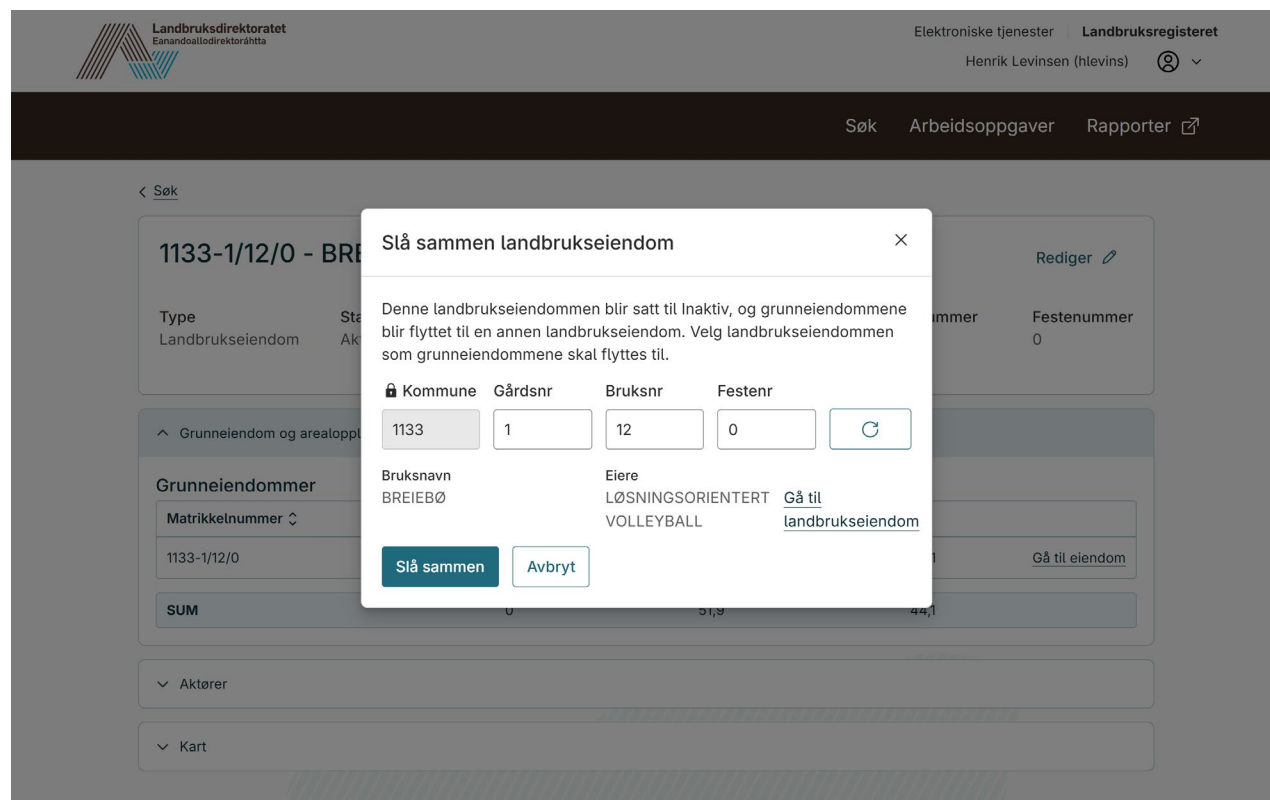 Landbruksdirektoratet
Eanandoallodirektoráhtta
Elektroniske tjenester Landbruksregisteret
Henrik Levinsen (hlevins)
Søk Arbeidsoppgaver Rapporter
Søk
1133-1/12/0 - BRE
Rediger
Type
Landbrukseiendom
Festenummer
0
Grunneiendom og arealoppl
Grunneiendommer
Matrikkelnummer
1133-1/12/0
Gå til eiendom
SUM 0 51,9 44,1
Aktører
Kart
Slå sammen landbrukseiendom
Denne landbrukseiendommen blir satt til Inaktiv, og grunneiendommene
blir flyttet til en annen landbrukseiendom. Velg landbrukseiendommen
som grunneiendommene skal flyttes til.
Kommune Gårdsnr Bruksnr Festenr
1133 1 12 0
Bruksnavn Eiere
BREIEBØ LØSNINGSORIENTERT Gå til
VOLLEYBALL landbrukseiendom
Slå sammen Avbryt